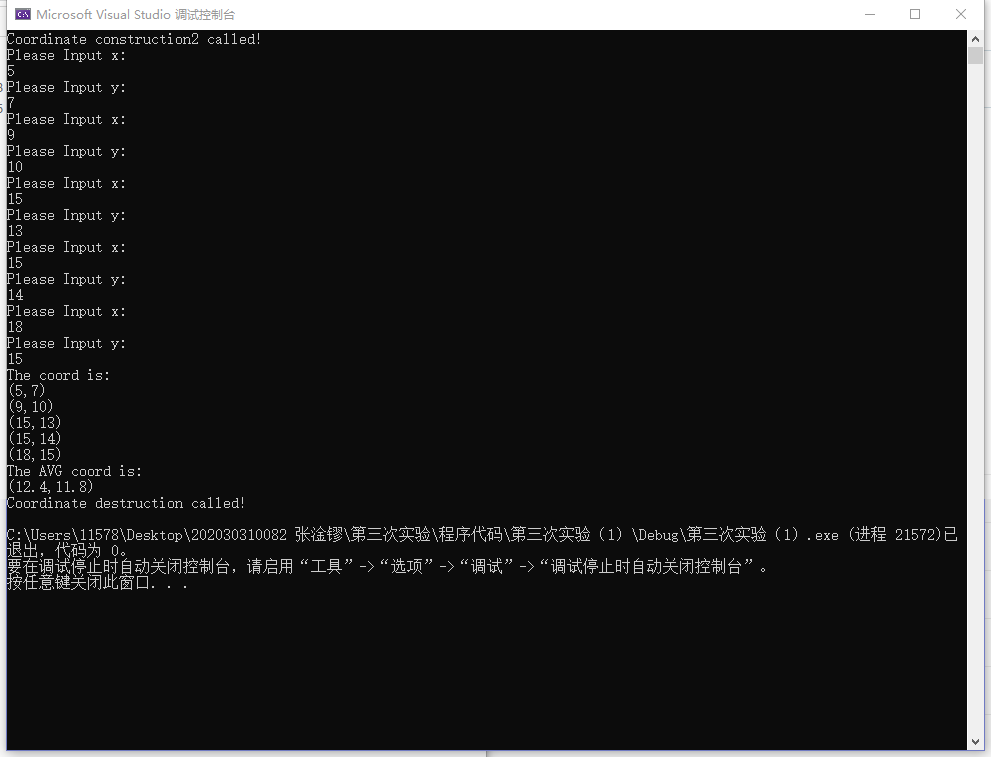 Microsoft Visual Studio 调试控制台
Coordinate construction2 called!
Please Input x:
5
Please Input y:
7
Please Input x:
9
Please Input y:
10
Please Input x:
15
Please Input y:
13
Please Input x:
15
Please Input y:
14
Please Input x:
18
Please Input y:
15
The coord is:
(5,7)
(9,10)
(15,13)
(15,14)
(18,15)
The AVG coord is:
(12.4,11.8)
Coordinate destruction called!
C:\Users\11578\Desktop\202030310082 张淦镠\第三次实验\程序代码\第三次实验（1）\Debug\第三次实验（1）.exe (进程 21572)已
退出，代码为 0。
要在调试停止时自动关闭控制台，请启用“工具”->“选项”->“调试”->“调试停止时自动关闭控制台”。
按任意键关闭此窗口. . .